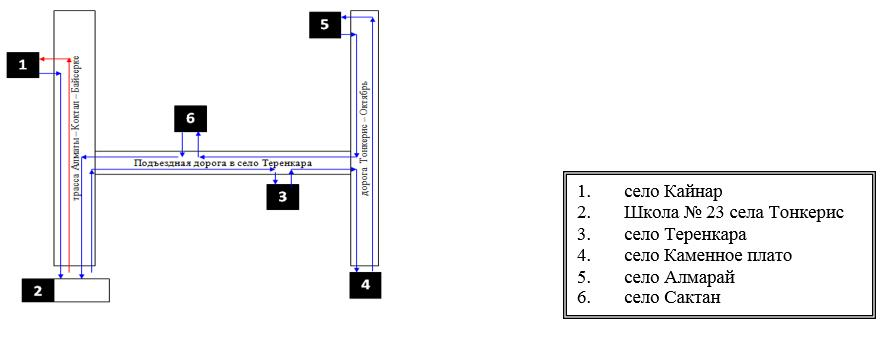 5
1
трасса Алматы – Коктал – Байсерке
дорога Тонкерис – Октябрь
6
Подъездная дорога в село Теренкара
3
2
4
1. село Кайнар
2. Школа № 23 села Тонкерис
3. село Теренкара
4. село Каменное плато
5. село Алмарай
6. село Сактан